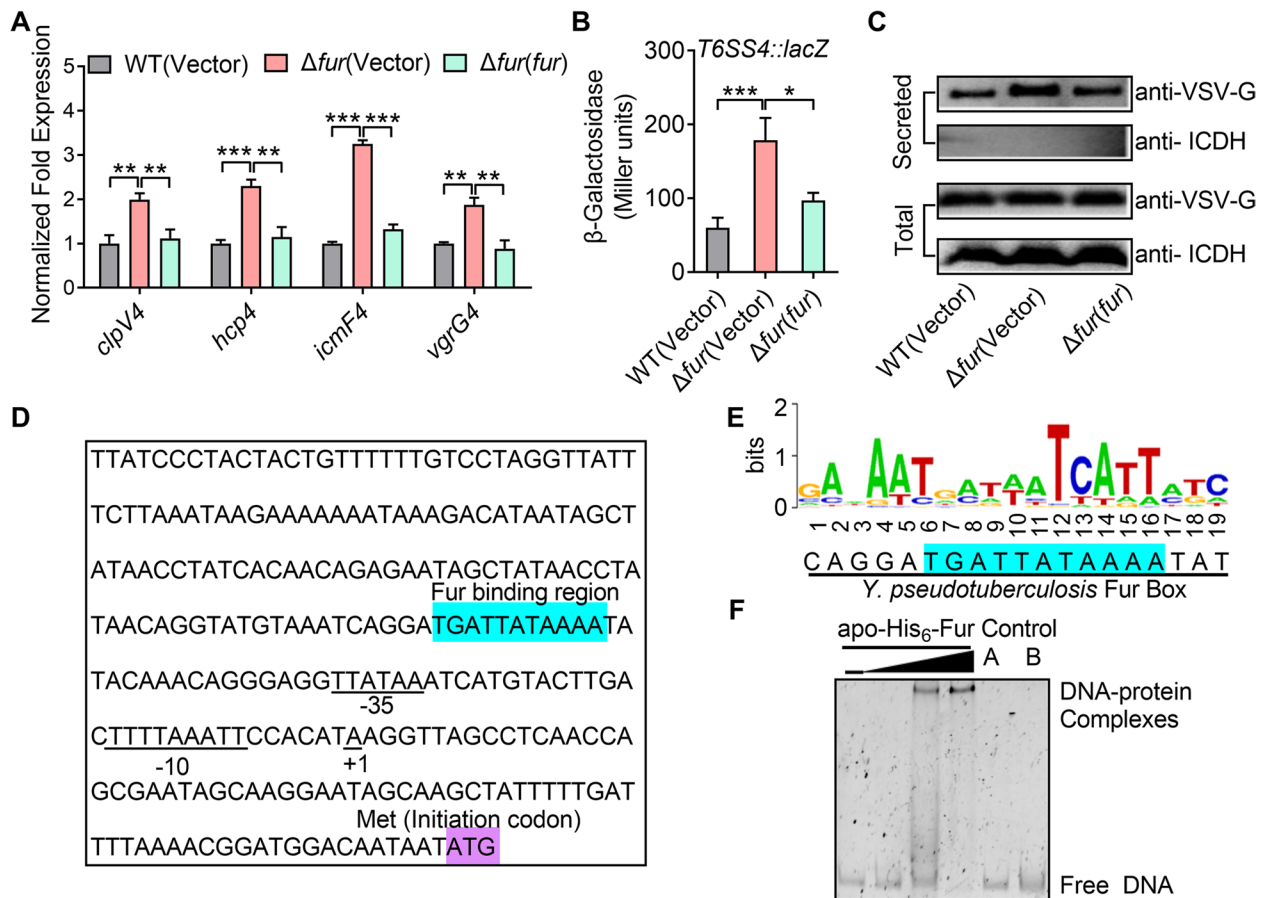 A
WT(Vector) Δfur(Vector) Δfur(fur)
Normalized Fold Expression
5
4
3
2
1
0
** **
*** **
*** ***
** **
clpV4
hcp4
icmF4
vgrG4
B
T6SS4::lacZ
β-Galactosidase
(Miller units)
300
200
100
0
*** *
WT(Vector)
Δfur(Vector)
Δfur(fur)
C
Secreted
anti-VSV-G
anti- ICDH
Total
anti-VSV-G
anti- ICDH
WT(Vector)
Δfur(Vector)
Δfur(fur)
D
TTATCCCTACTACTGTTTTTTGTCCTAGGTTATT
TCTTAAATAAGAAAAAAATAAAGACATAATAGCT
ATAACCTATCACAACAGAGAATAGCTATAACCTA
Fur binding region
TAACAGGTATGTAAATCAGGATGATTATAAAATA
TACAAACAGGGAGGTTATAAATCATGTACTTGA
-35
CTTTTAAATTCCACATAAGGTTAGCCTCAACCA
-10 +1
GCGAATAGCAAGGAATAGCAAGCTATTTTTGAT
Met (Initiation codon)
TTTAAAACGGATGGACAATAATATG
E
bits
2
1
0
1 2 3 4 5 6 7 8 9 10 11 12 13 14 15 16 17 18 19
C A G G A T G A T T A T A A A A T A T
Y. pseudotuberculosis Fur Box
F
apo-His6-Fur Control
A B
DNA-protein
Complexes
Free DNA